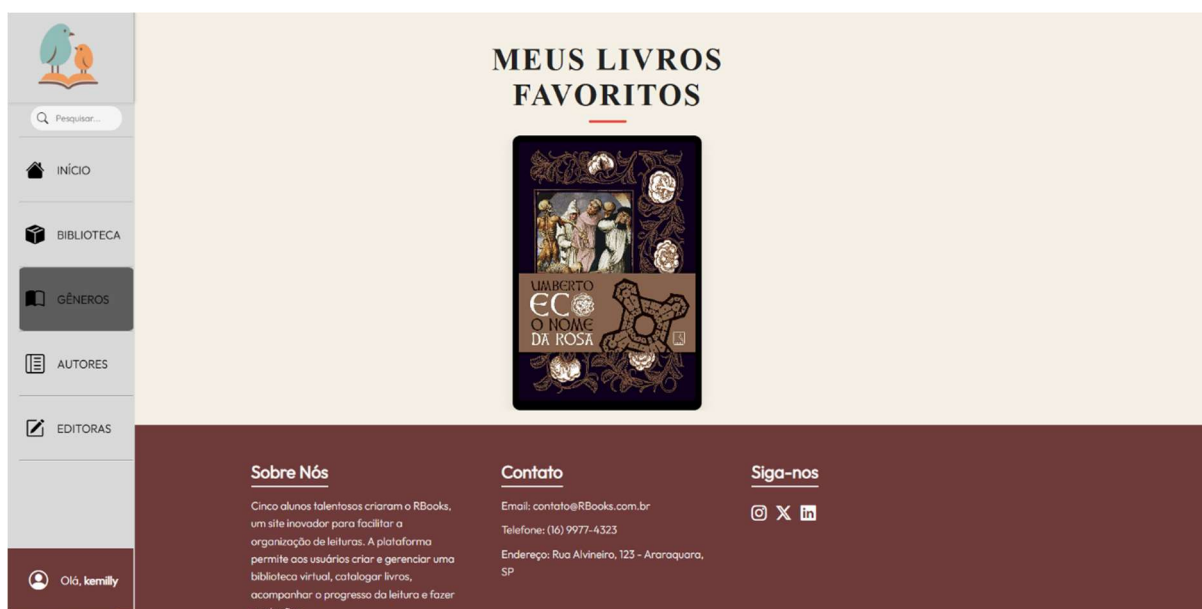 Pesquisar...
INÍCIO
BIBLIOTECA
GÊNEROS
AUTORES
EDITORAS
Olá, kemilly
MEUS LIVROS
FAVORITOS
UMBERTO
ECO
O NOME
DA ROSA
Sobre Nós
Cinco alunos talentosos criaram o RBooks,
um site inovador para facilitar a
organização de leituras. A plataforma
permite aos usuários criar e gerenciar uma
biblioteca virtual, catalogar livros,
acompanhar o progresso da leitura e fazer
Contato
Email: contato@RBooks.com.br
Telefone: (16) 9977-4323
Endereço: Rua Alvineiro, 123 - Araraquara,
SP
Siga-nos